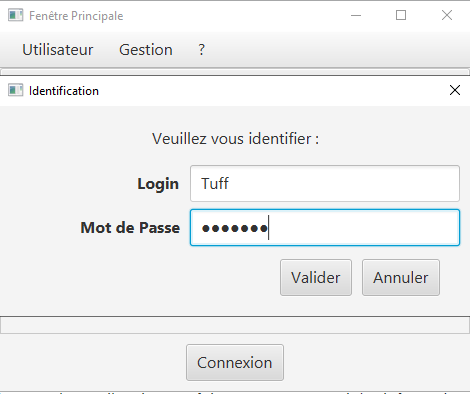 Fenêtre Principale
Utilisateur Gestion ?
Identification
Veuillez vous identifier :
Login Tuff
Mot de Passe ●●●●●●●
Valider Annuler
Connexion